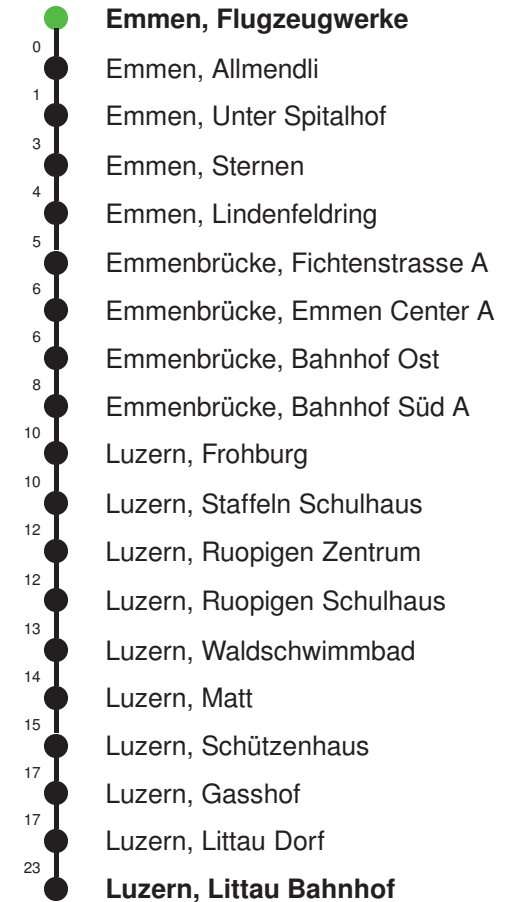 Emmen, Flugzeugwerke
0
Emmen, Allmendli
1
Emmen, Unter Spitalhof
3
Emmen, Sternen
4
Emmen, Lindenfeldring
5
Emmenbrücke, Fichtenstrasse A
6
Emmenbrücke, Emmen Center A
6
Emmenbrücke, Bahnhof Ost
8
Emmenbrücke, Bahnhof Süd A
10
Luzern, Frohburg
10
Luzern, Staffeln Schulhaus
12
Luzern, Ruopigen Zentrum
12
Luzern, Ruopigen Schulhaus
13
Luzern, Waldschwimmbad
14
Luzern, Matt
15
Luzern, Schützenhaus
17
Luzern, Gasshof
17
Luzern, Littau Dorf
23
Luzern, Littau Bahnhof